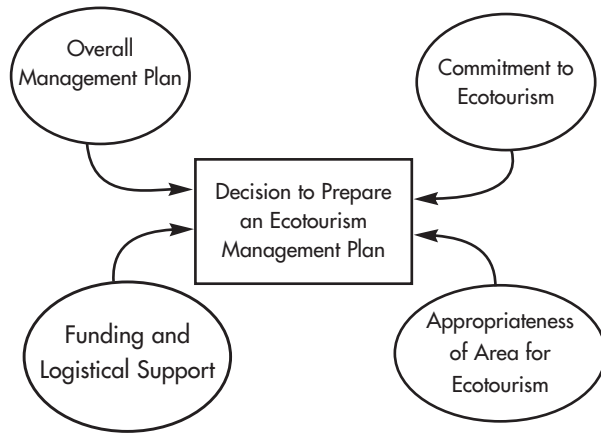 Overall
Management Plan
Commitment to
Ecotourism
Decision to Prepare
an Ecotourism
Management Plan
Funding and
Logistical Support
Appropriateness
of Area for
Ecotourism